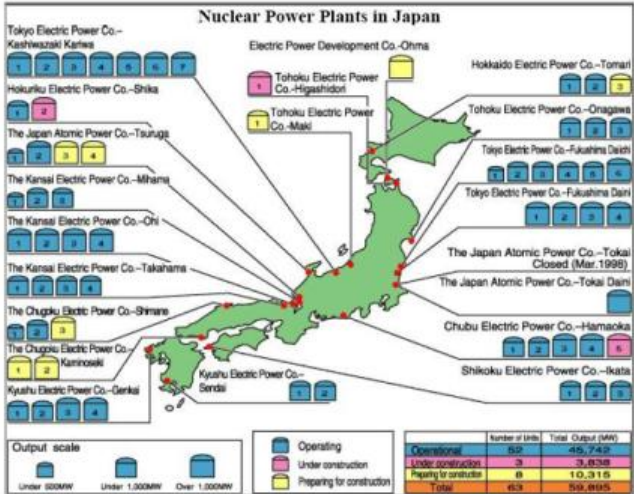 Nuclear Power Plants in Japan
Tokyo Electric Power Co.–
Kashiwazaki Kariwa
1 2 3 4 5 6 7
Hokuriku Electric Power Co.–Shika
1 2
The Japan Atomic Power Co.–Tsuruga
1 2 3 4
The Kansai Electric Power Co.–Mihama
1 2 3
The Kansai Electric Power Co.–Ohi
1 2 3 4
The Kansai Electric Power Co.–Takahama
1 2 3 4
The Chugoku Electric Power Co.–Shimane
1 2 3
The Chugoku Electric Power Co.–
Kaminoseki
1 2
Kyushu Electric Power Co.–Genkai
1 2 3 4
Electric Power Development Co.–Ohma
Tohoku Electric Power
Co.–Higashidori
1
Tohoku Electric Power
Co.–Maki
1
Hokkaido Electric Power Co.–Tomari
1 2 3
Tohoku Electric Power Co.–Onagawa
1 2 3
Tokyo Electric Power Co.–Fukushima Daichi
1 2 3 4 5 6
Tokyo Electric Power Co.–Fukushima Daini
1 2 3 4
The Japan Atomic Power Co.–Tokai
Closed (Mar.1998)
The Japan Atomic Power Co.–Tokai Daini
Chubu Electric Power Co.–Hamaoka
1 2 3 4 5
Shikoku Electric Power Co.–Ikata
1 2 3
Kyushu Electric Power Co.–
Sendai
1 2
Output scale
Under 500MW Under 1,000MW Over 1,000MW
Operating
Under construction
Preparing for construction
Number of Units Total Output (MW)
Operational 52 45,742
Under construction 3 3,838
Preparing for construction 8 10,315
Total 63 59,895